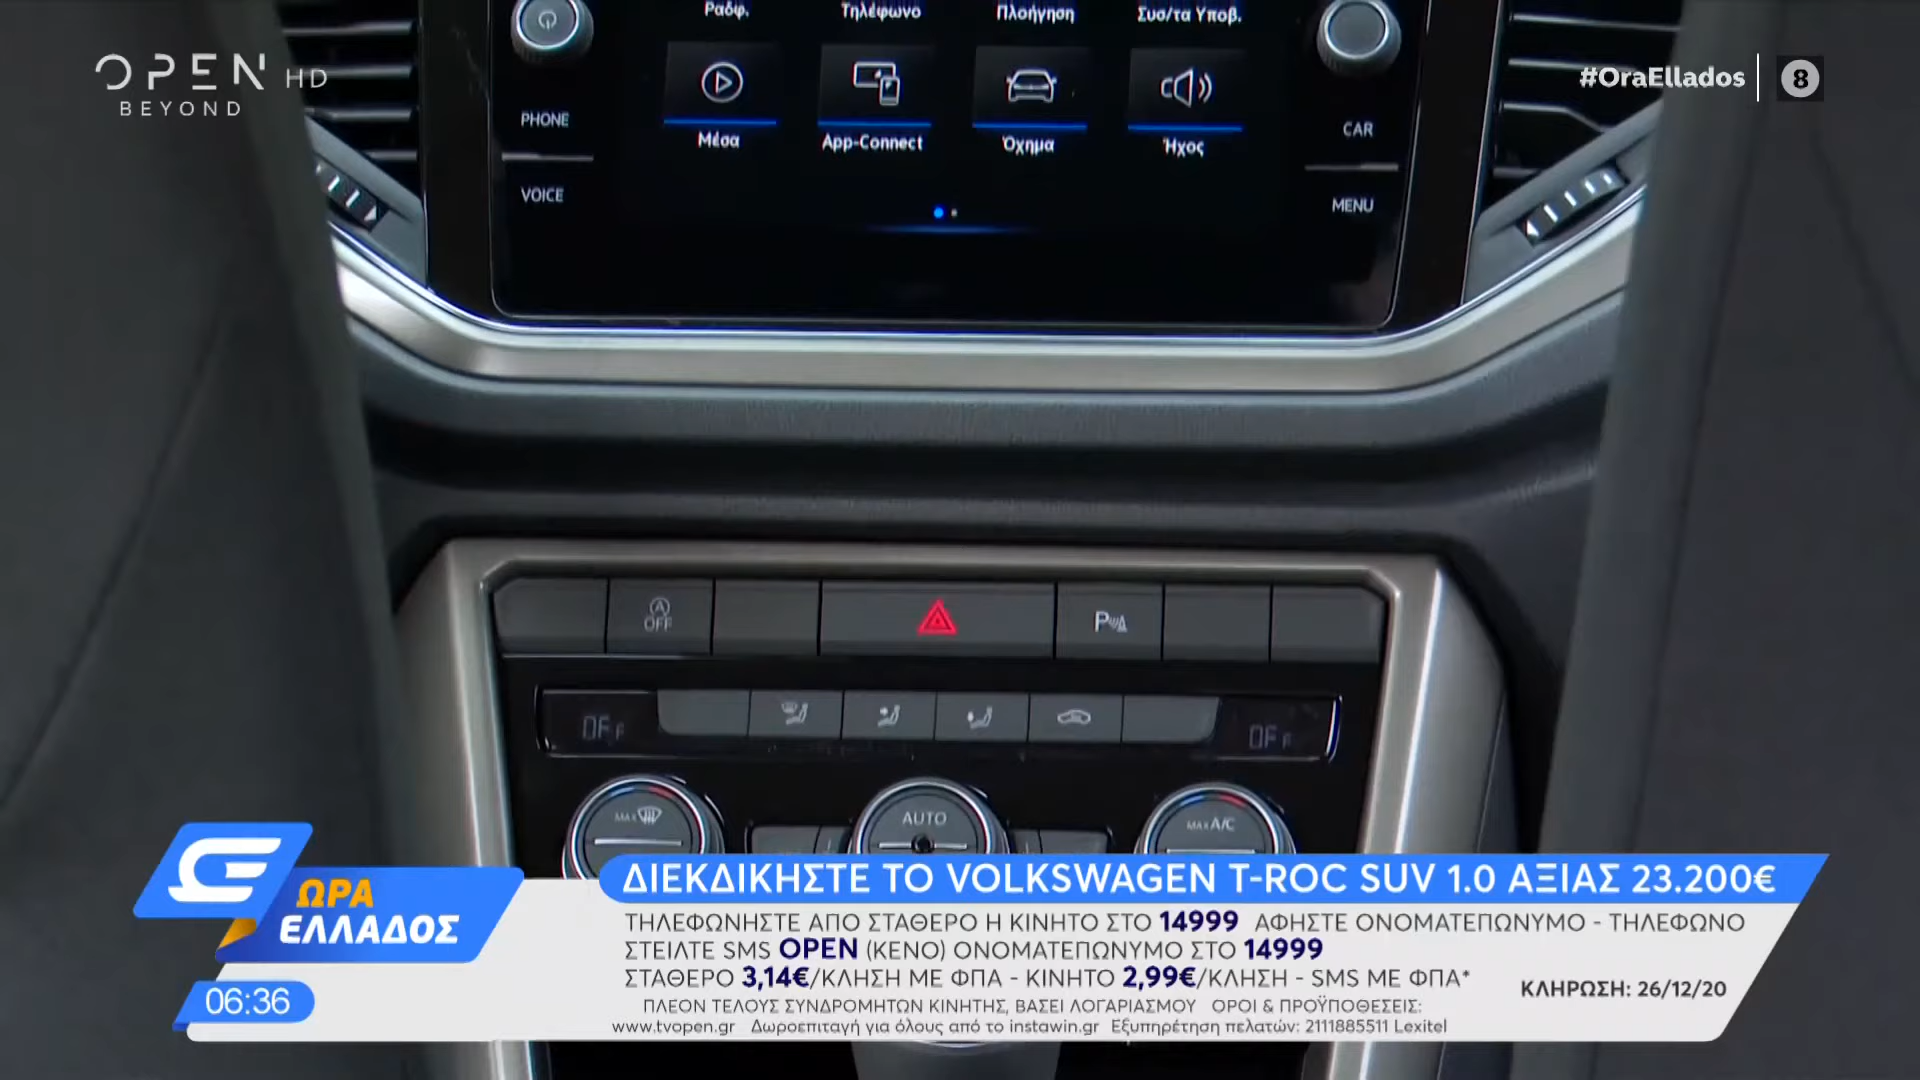 OPEN HD
BEYOND
#OraEllados
8
Ραδφ. Τηλέφωνο Πλοήγηση Συσ/τα Υποβ.
Μέσα App-Connect Όχημα Ήχος
PHONE
VOICE
CAR
MENU
A
OFF
P
OFF
OFF
MAX
AUTO
MAX A/C
ΩΡΑ
ΕΛΛΑΔΟΣ
06:36
ΔΙΕΚΔΙΚΗΣΤΕ ΤΟ VOLKSWAGEN T-ROC SUV 1.0 ΑΞΙΑΣ 23.200€
ΤΗΛΕΦΩΝΗΣΤΕ ΑΠΟ ΣΤΑΘΕΡΟ Η ΚΙΝΗΤΟ ΣΤΟ 14999 ΑΦΗΣΤΕ ΟΝΟΜΑΤΕΠΩΝΥΜΟ - ΤΗΛΕΦΩΝΟ
ΣΤΕΙΛΤΕ SMS OPEN (ΚΕΝΟ) ΟΝΟΜΑΤΕΠΩΝΥΜΟ ΣΤΟ 14999
ΣΤΑΘΕΡΟ 3,14€/ΚΛΗΣΗ ΜΕ ΦΠΑ - ΚΙΝΗΤΟ 2,99€/ΚΛΗΣΗ - SMS ΜΕ ΦΠΑ*
ΚΛΗΡΩΣΗ: 26/12/20
ΠΛΕΟΝ ΤΕΛΟΥΣ ΣΥΝΔΡΟΜΗΤΩΝ ΚΙΝΗΤΗΣ, ΒΑΣΕΙ ΛΟΓΑΡΙΑΣΜΟΥ ΟΡΟΙ & ΠΡΟΫΠΟΘΕΣΕΙΣ:
www.tvopen.gr Δωροεπιταγή για όλους από το instawin.gr Εξυπηρέτηση πελατών: 2111885511 Lexitel